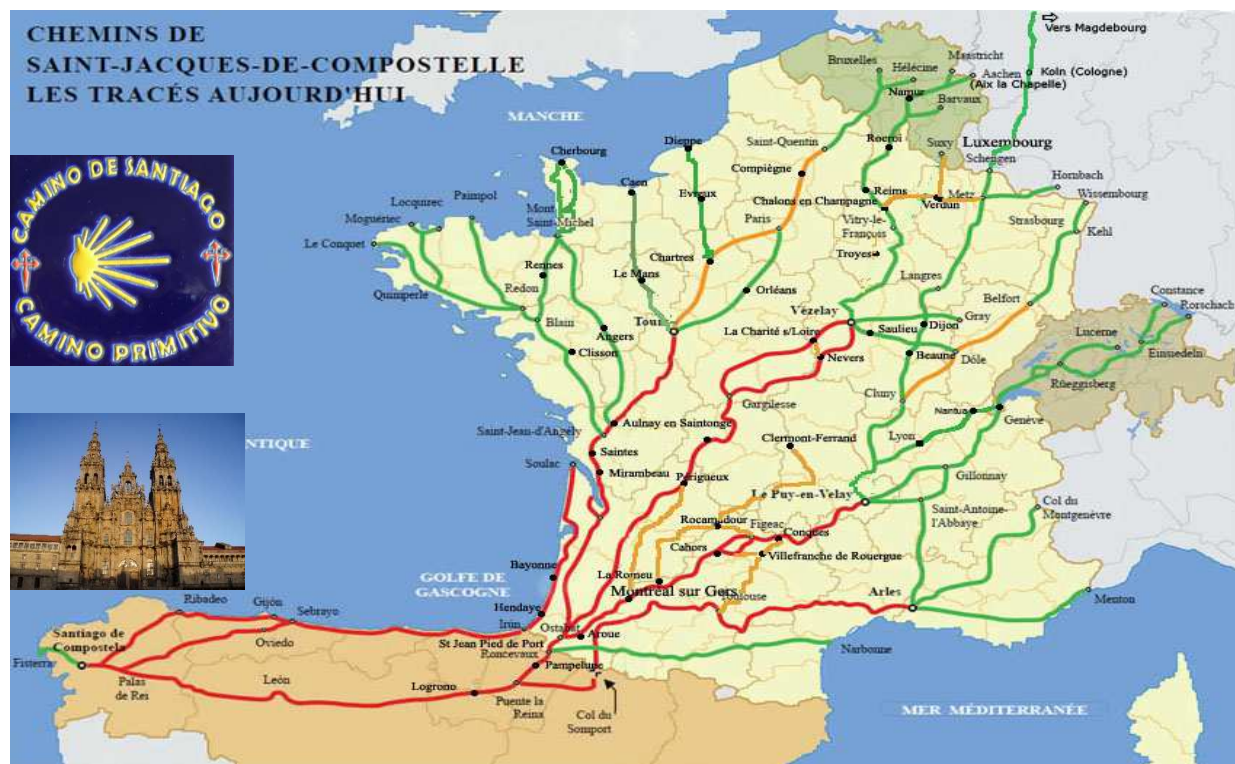 CHEMINS DE
SAINT-JACQUES-DE-COMPOSTELLE
LES TRACÉS AUJOURD'HUI
Vers Magdebourg
Maastricht
Bruxelles
Hélécine
Aachen
Koln (Cologne)
(Aix la Chapelle)
Namur
Barvaux
MANCHE
Dieppe
Saint-Quentin
Rocroi
Suxy
Luxembourg
Schengen
Cherbourg
Compiègne
Hornbach
Caen
Evreux
Reims
Metz
Wissembourg
Chalons en Champagne
Verdun
Locquirec
Paimpol
Mont
Saint-Michel
Paris
Vitry-le-
François
Strasbourg
Kehl
Moguériec
Le Conquet
Chartres
Troyes
Rennes
Le Mans
Langres
Quimperlé
Redon
Orléans
Belfort
Constance
Rorschach
Blain
Angers
Tour
Vézelay
Gray
La Charité s/Loire
Saulieu
Dijon
Lucerne
Clisson
Nevers
Beaune
Dôle
Einsiedeln
Rüeggisberg
Cluny
Gargilesse
Nantua
Genève
Aulnay en Saintonge
Saint-Jean-d'Angely
Clermont-Ferrand
Lyon
NTIQUE
Saintes
Soulac
Mirambeau
Périgueux
Gillonnay
Le Puy-en-Velay
Col du
Montgenèvre
Saint-Antoine-
l'Abbaye
Rocamadour
Figeac
Conques
Cahors
Villefranche de Rouergue
Bayonne
GOLFE DE
GASCOGNE
La Romeu
Montréal sur Gers
Toulouse
Arles
Menton
Ribadeo
Gijón
Sebrayo
Hendaye
Irún
Ostabat
Aroue
Santiago de
Compostela
Oviedo
St Jean Pied de Port
Roncevaux
Narbonne
Fisterra
Pampelune
Palas
de Rei
León
Logrono
Puente la
Reina
Col du
Somport
MER MÉDITERRANÉE
CAMINO DE SANTIAGO
CAMINO PRIMITIVO